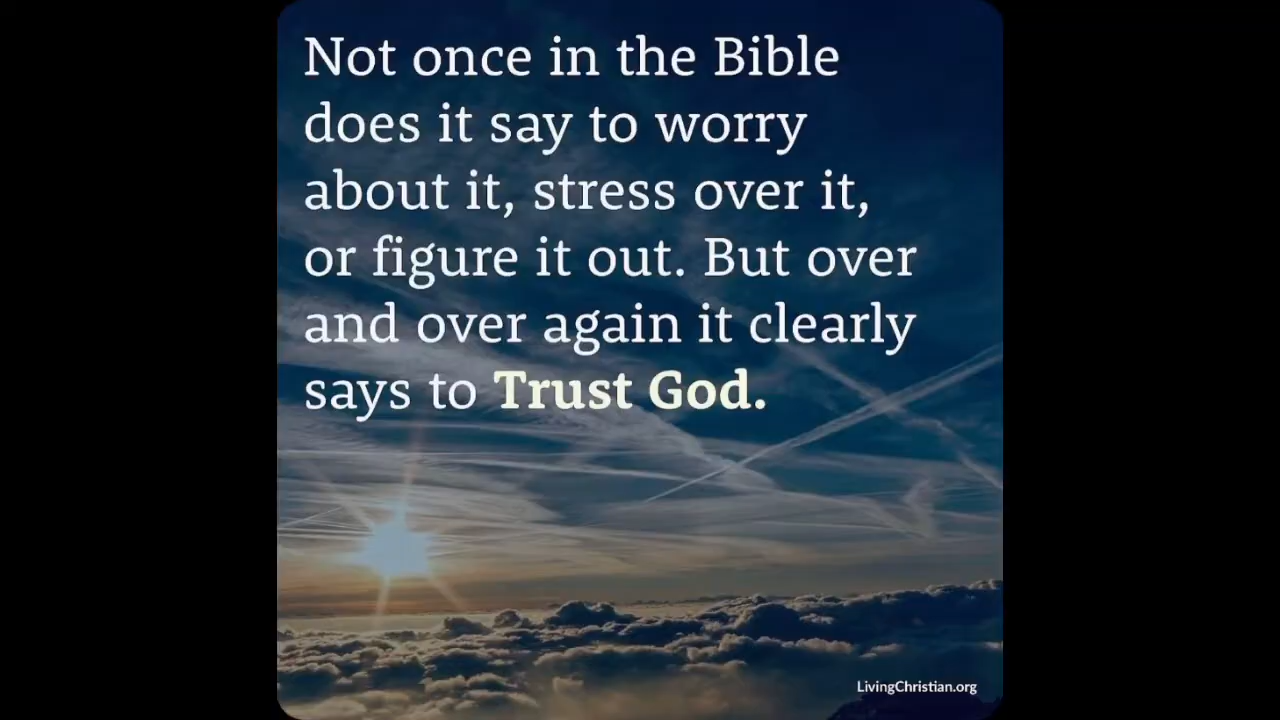 Not once in the Bible
does it say to worry
about it, stress over it,
or figure it out. But over
and over again it clearly
says to Trust God.
LivingChristian.org